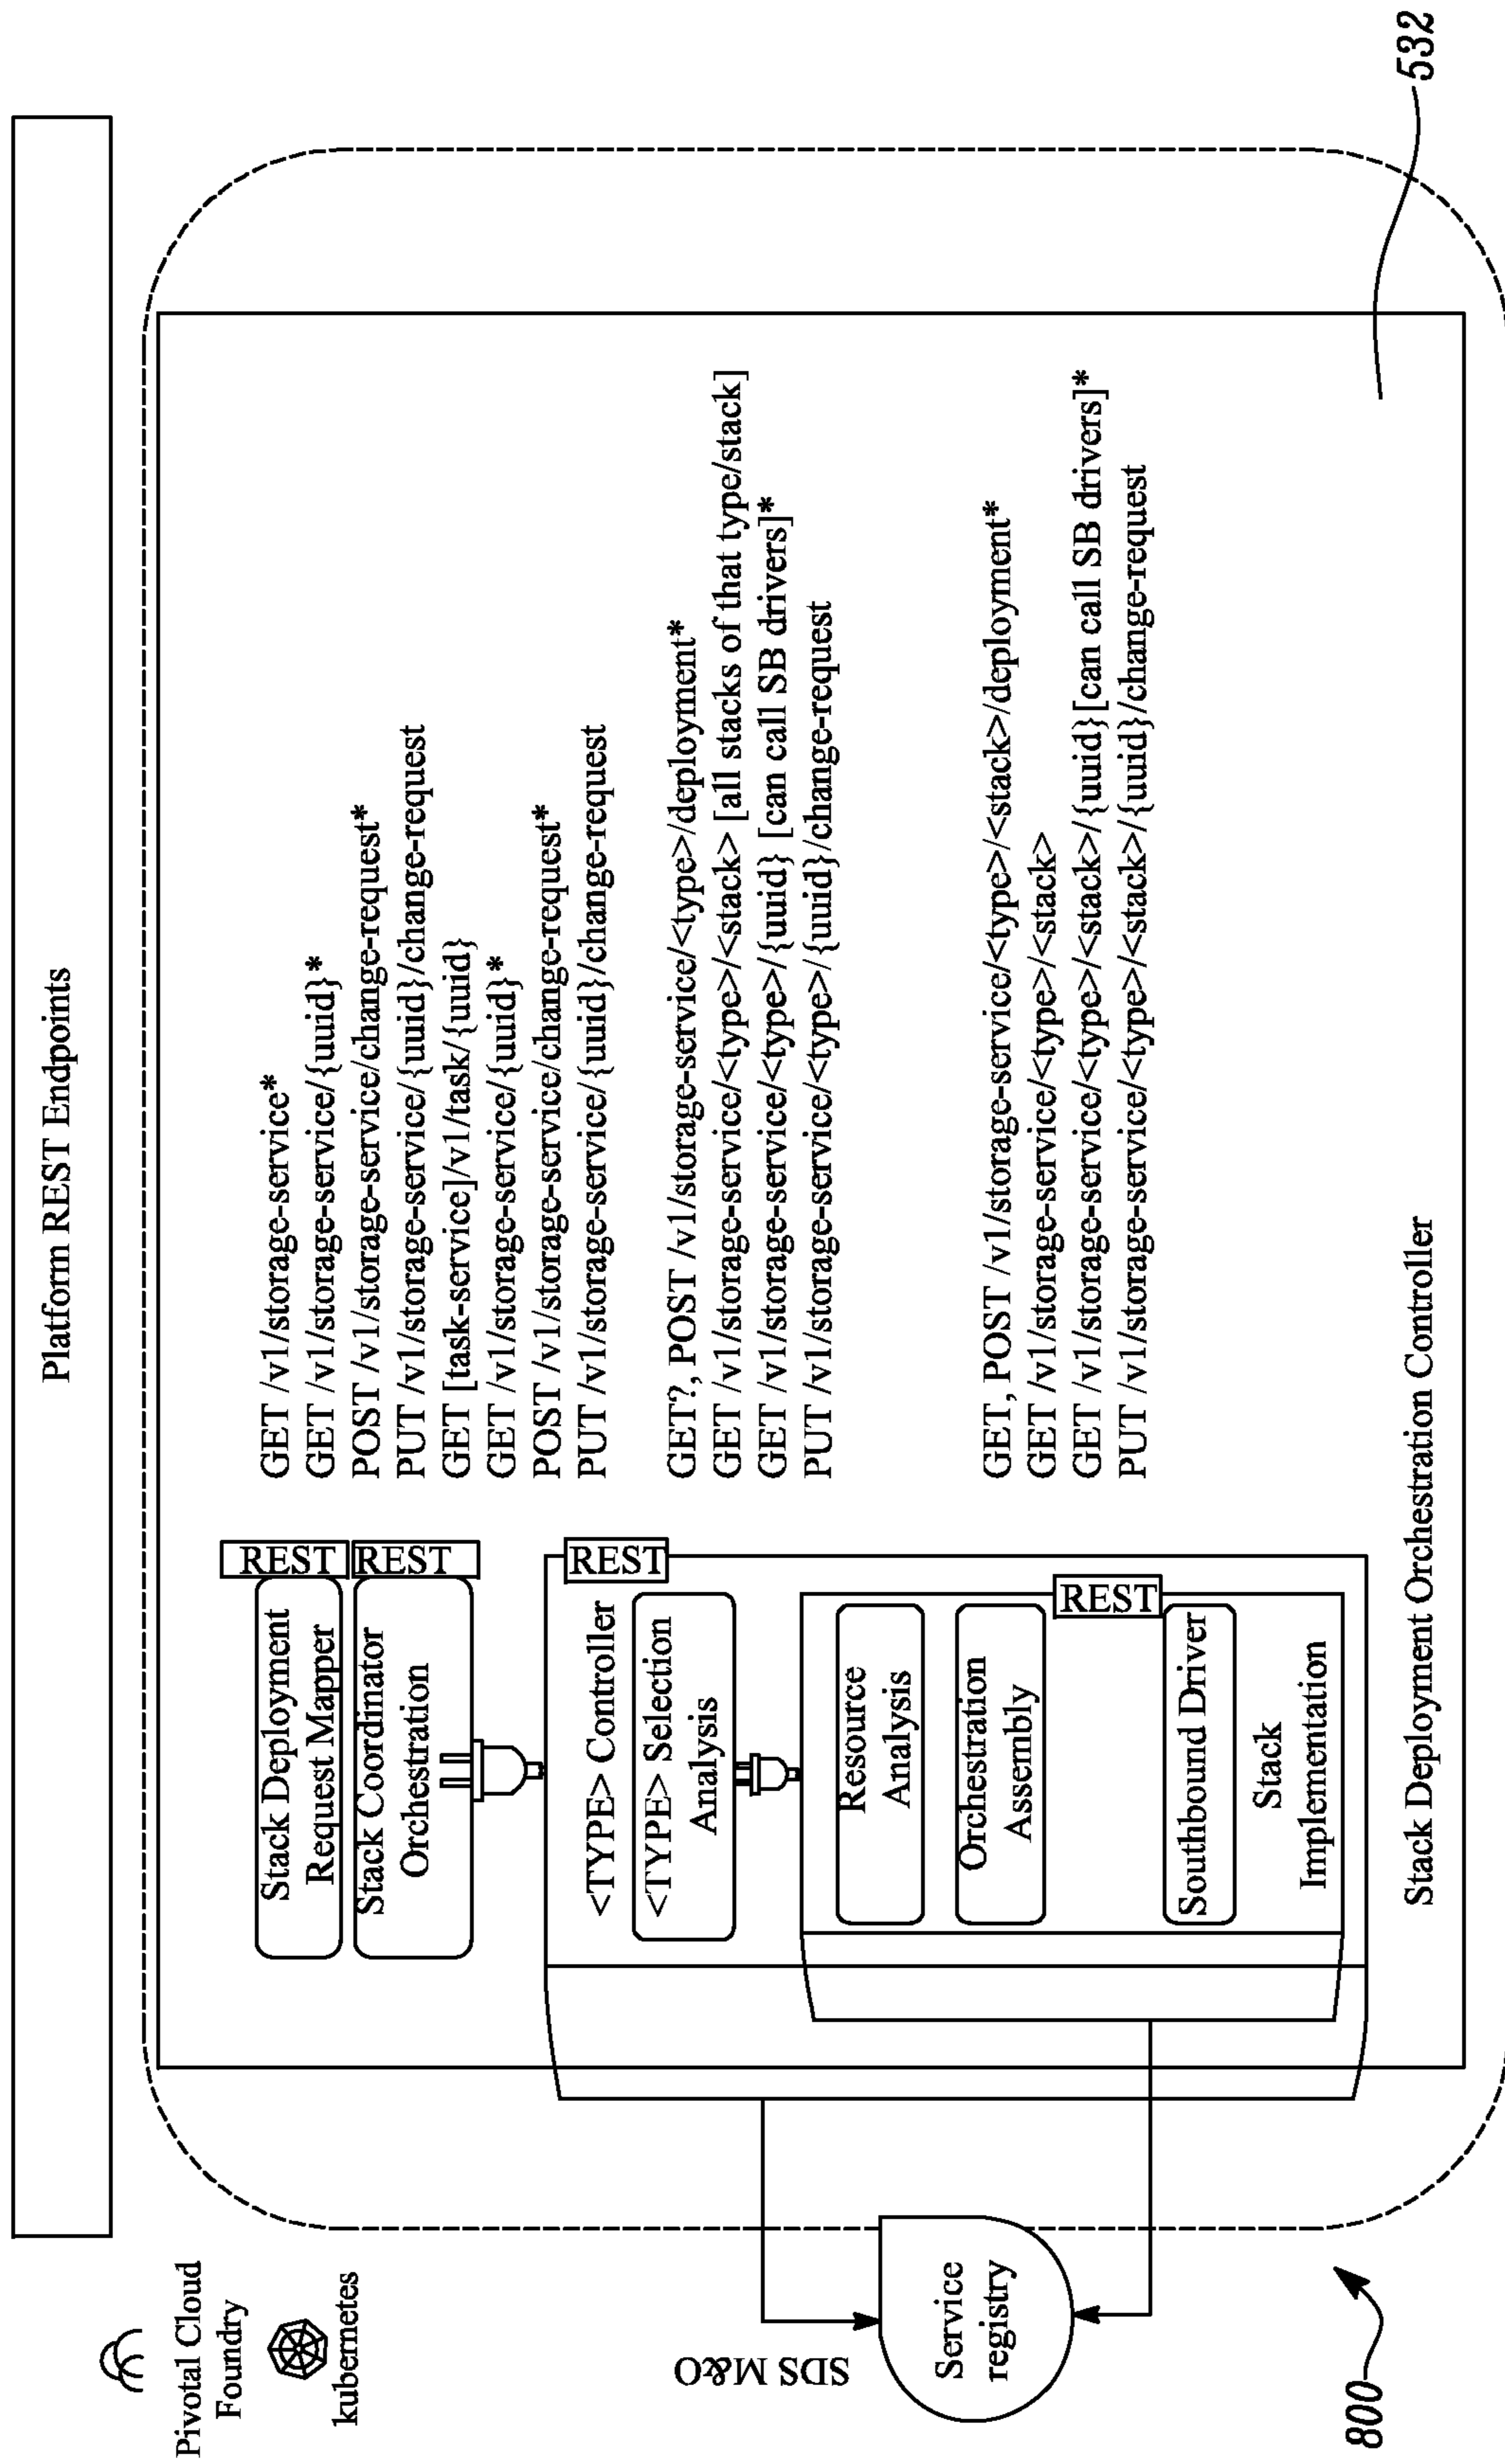 Platform REST Endpoints
Pivotal Cloud
Foundry
kubernetes
Stack Deployment
Request Mapper
REST
Stack Coordinator
Orchestration
REST
GET /v1/storage-service*
GET /v1/storage-service/{uuid}*
POST /v1/storage-service/change-request*
PUT /v1/storage-service/{uuid}/change-request
GET [task-service]/v1/task/{uuid}
GET /v1/storage-service/{uuid}*
POST /v1/storage-service/change-request*
PUT /v1/storage-service/{uuid}/change-request
REST
<TYPE> Controller
<TYPE> Selection
Analysis
GET?, POST /v1/storage-service/<type>/deployment*
GET /v1/storage-service/<type>/<stack> [all stacks of that type/stack]
GET /v1/storage-service/<type>/{uuid} [can call SB drivers]*
PUT /v1/storage-service/<type>/{uuid}/change-request
SDS M&O
Resource
Analysis
Orchestration
Assembly
REST
Southbound Driver
Stack
Implementation
GET, POST /v1/storage-service/<type>/<stack>/deployment*
GET /v1/storage-service/<type>/<stack>
GET /v1/storage-service/<type>/<stack>/{uuid}[can call SB drivers]*
PUT /v1/storage-service/<type>/<stack>/{uuid}/change-request
Service
registry
Stack Deployment Orchestration Controller
532
800